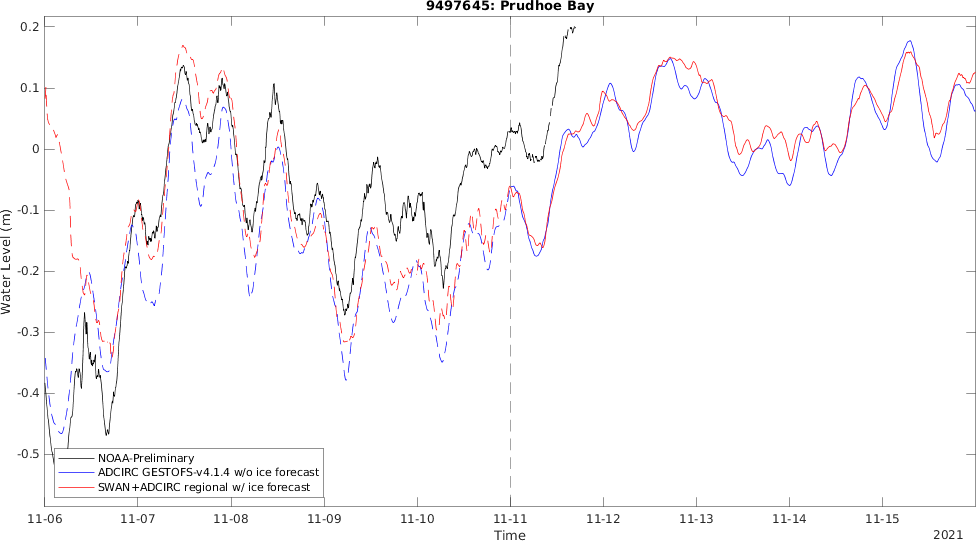 9497645: Prudhoe Bay
0.2
0.1
0
-0.1
-0.2
-0.3
-0.4
-0.5
Water Level (m)
NOAA-Preliminary
ADCIRC GESTOFS-v4.1.4 w/o ice forecast
SWAN+ADCIRC regional w/ ice forecast
11-06 11-07 11-08 11-09 11-10 11-11 11-12 11-13 11-14 11-15
Time
2021